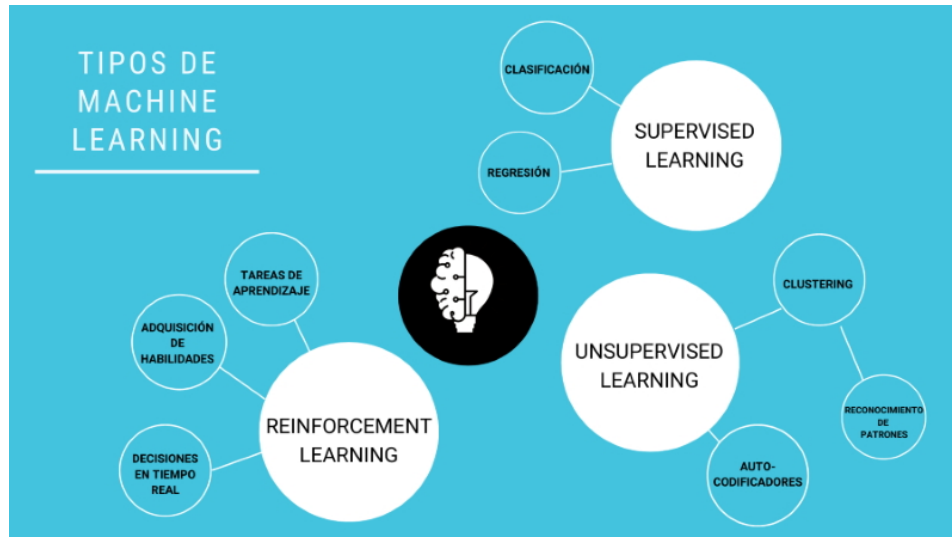 TIPOS DE
MACHINE
LEARNING
CLASIFICACIÓN
REGRESIÓN
SUPERVISED
LEARNING
TAREAS DE
APRENDIZAJE
ADQUISICIÓN
DE
HABILIDADES
DECISIONES
EN TIEMPO
REAL
REINFORCEMENT
LEARNING
UNSUPERVISED
LEARNING
CLUSTERING
RECONOCIMIENTO
DE
PATRONES
AUTO-
CODIFICADORES